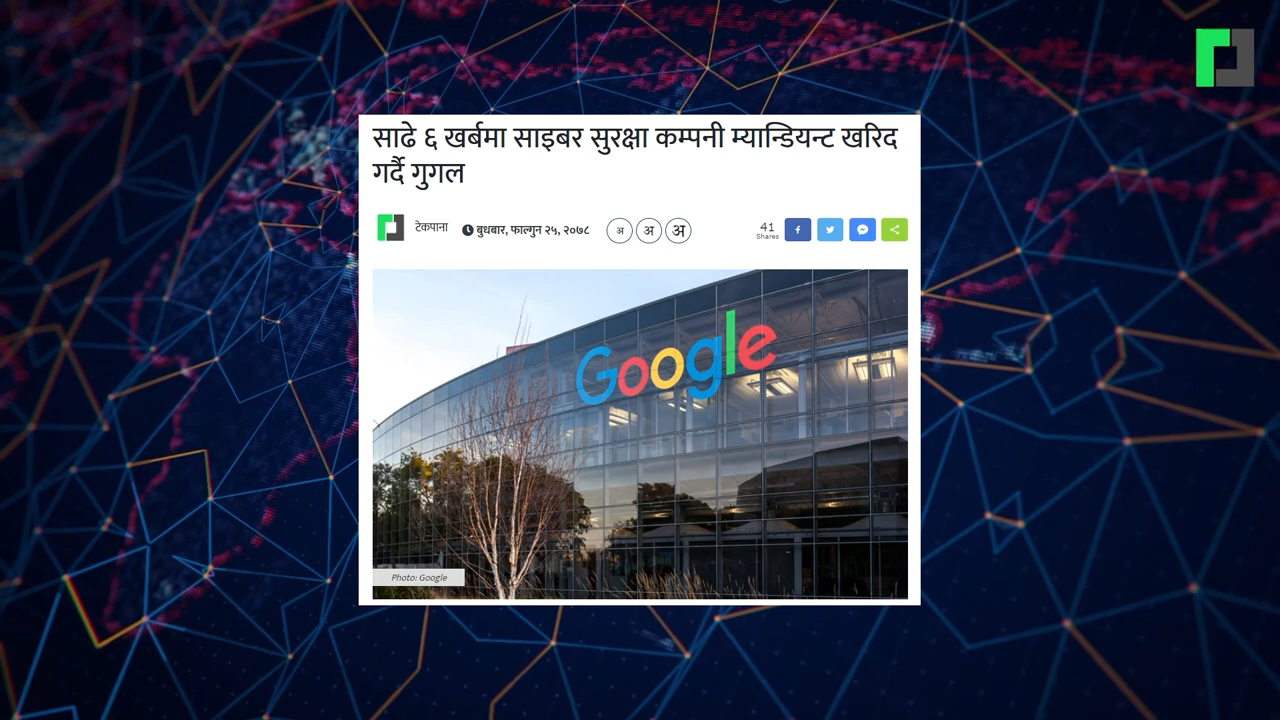 साढे ६ खर्बमा साइबर सुरक्षा कम्पनी म्यान्डियन्ट खरिद
गर्दै गुगल
टेकपाना बुधबार, फाल्गुन २५, २०७८ अ अ अ 41
Shares
Google
Photo: Google